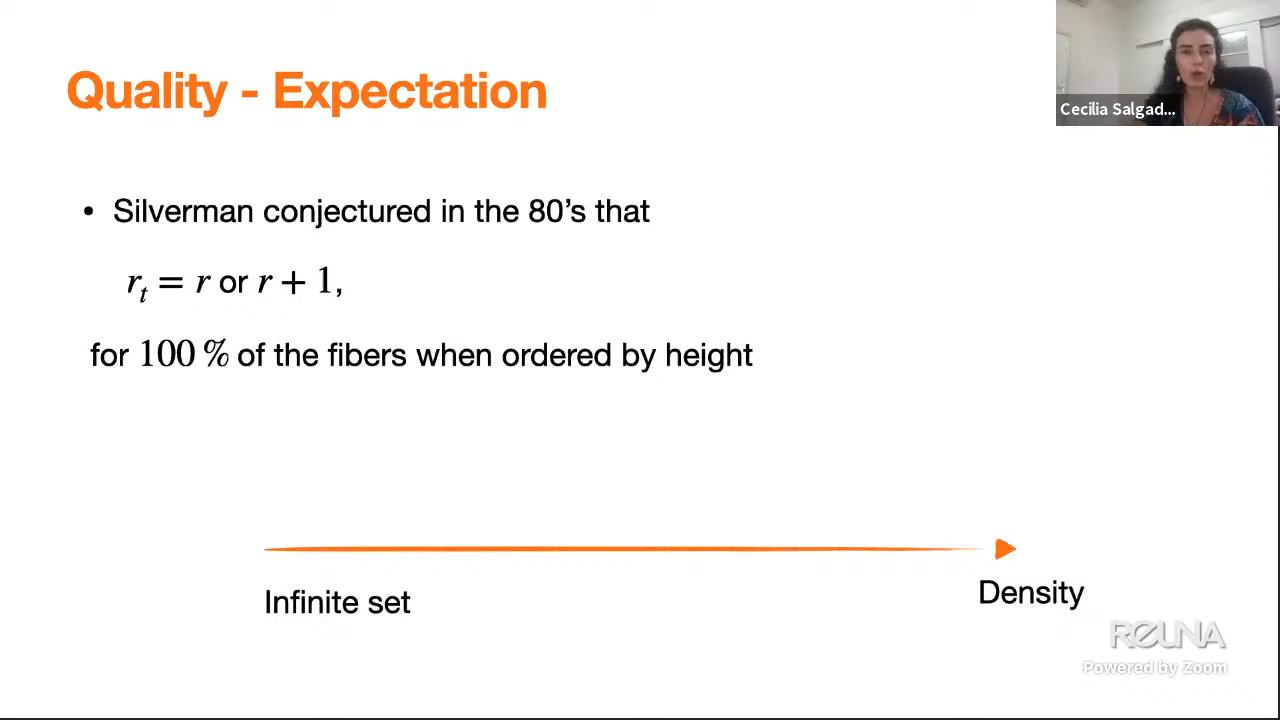 Quality - Expectation
Cecilia Salgad...
• Silverman conjectured in the 80's that
r_t = r or r + 1,
for 100 % of the fibers when ordered by height
Infinite set
Density
REUNA
Powered by Zoom